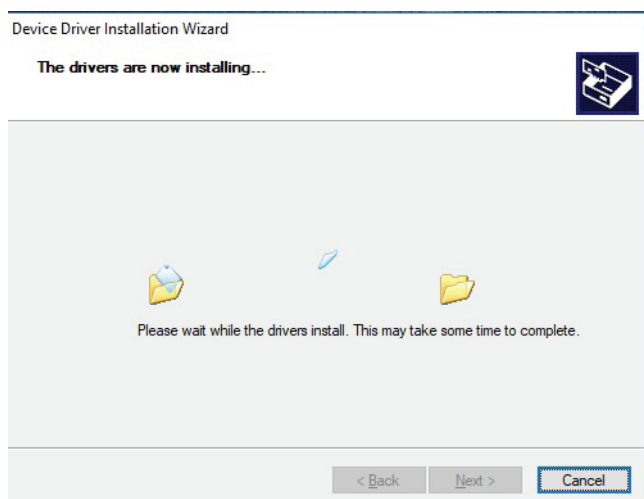 Device Driver Installation Wizard
The drivers are now installing...
Please wait while the drivers install. This may take some time to complete.
< Back
Next >
Cancel